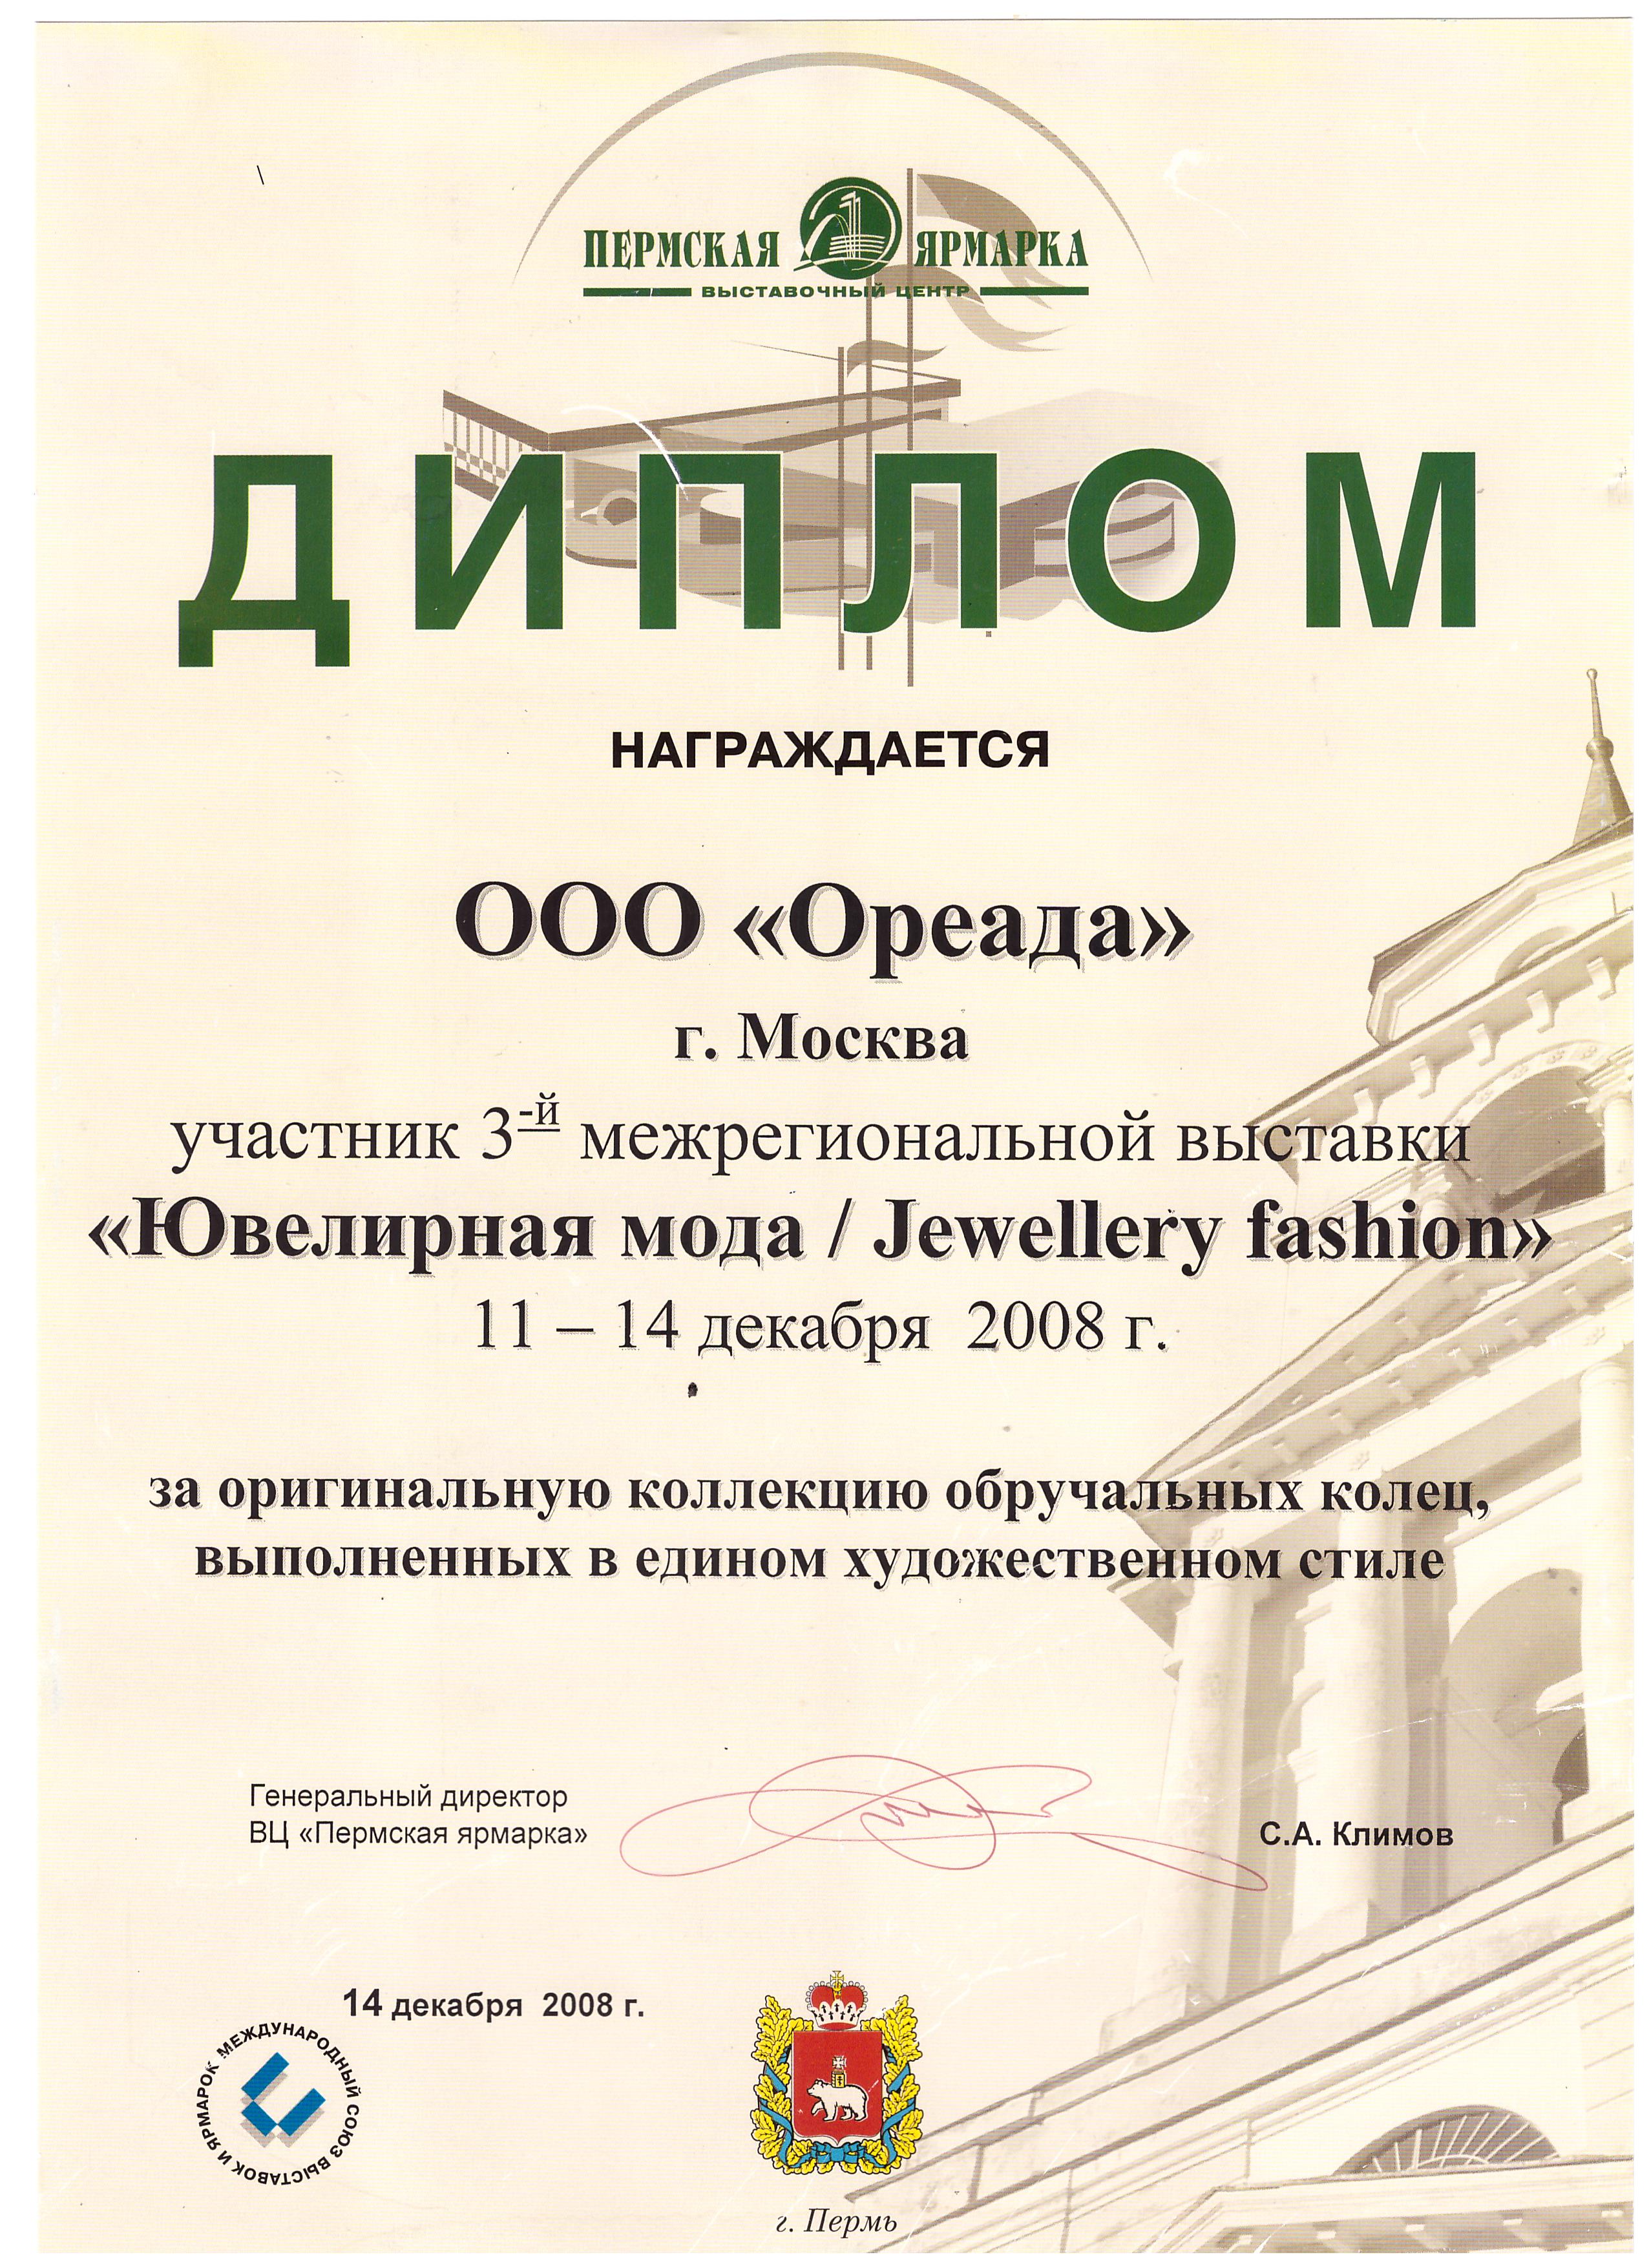 ПЕРМСКАЯ ЯРМАРКА
ВЫСТАВОЧНЫЙ ЦЕНТР
ДИПЛОМ
НАГРАЖДАЕТСЯ
ООО «Ореада»
г. Москва
участник 3-й межрегиональной выставки
«Ювелирная мода / Jewellery fashion»
11 – 14 декабря 2008 г.
за оригинальную коллекцию обручальных колец,
выполненных в едином художественном стиле
Генеральный директор
ВЦ «Пермская ярмарка»
С.А. Климов
14 декабря 2008 г.
МЕЖДУНАРОДНЫЙ СОЮЗ ВЫСТАВОК И ЯРМАРОК
г. Пермь